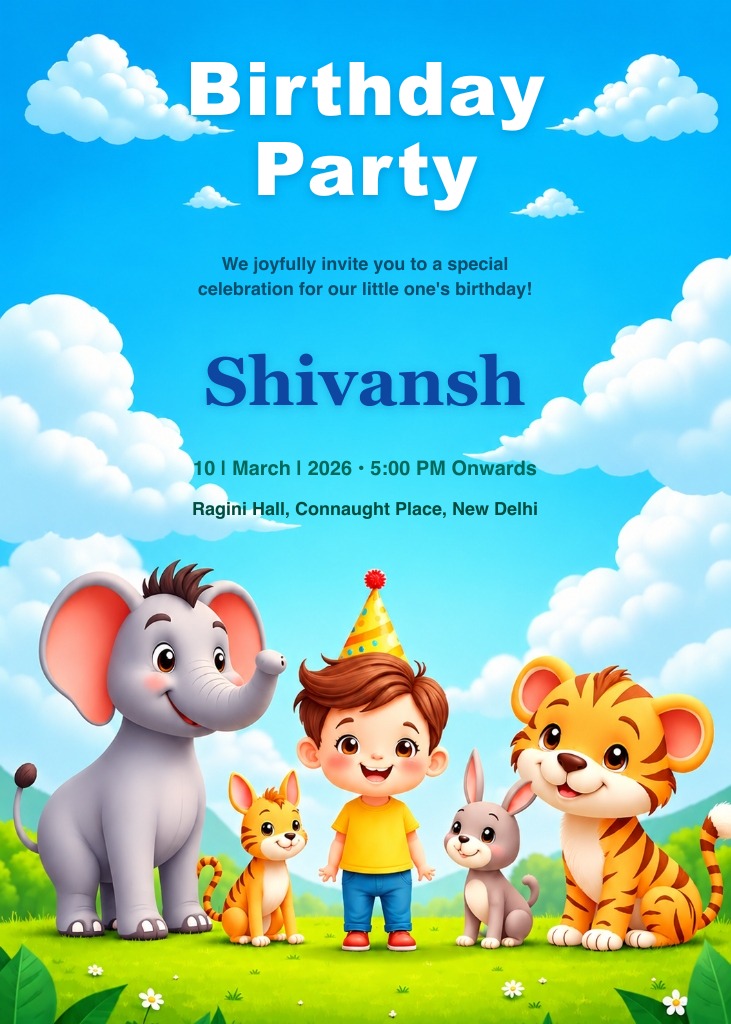 Birthday
Party
We joyfully invite you to a special
celebration for our little one's birthday!
Shivansh
10 | March | 2026 • 5:00 PM Onwards
Ragini Hall, Connaught Place, New Delhi